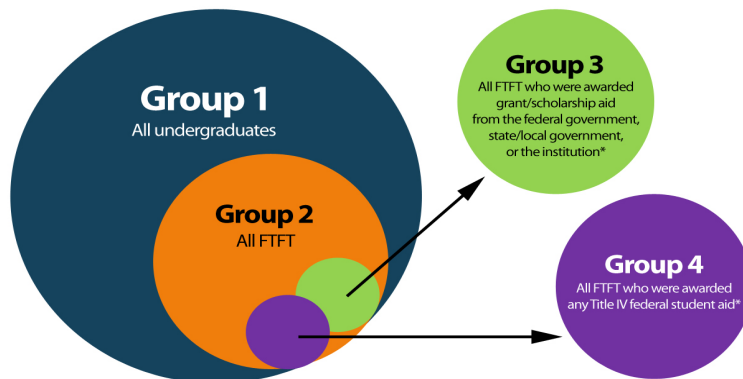 Group 1
All undergraduates
Group 2
All FTFT
Group 3
All FTFT who were awarded
grant/scholarship aid
from the federal government,
state/local government,
or the institution*
Group 4
All FTFT who were awarded
any Title IV federal student aid*